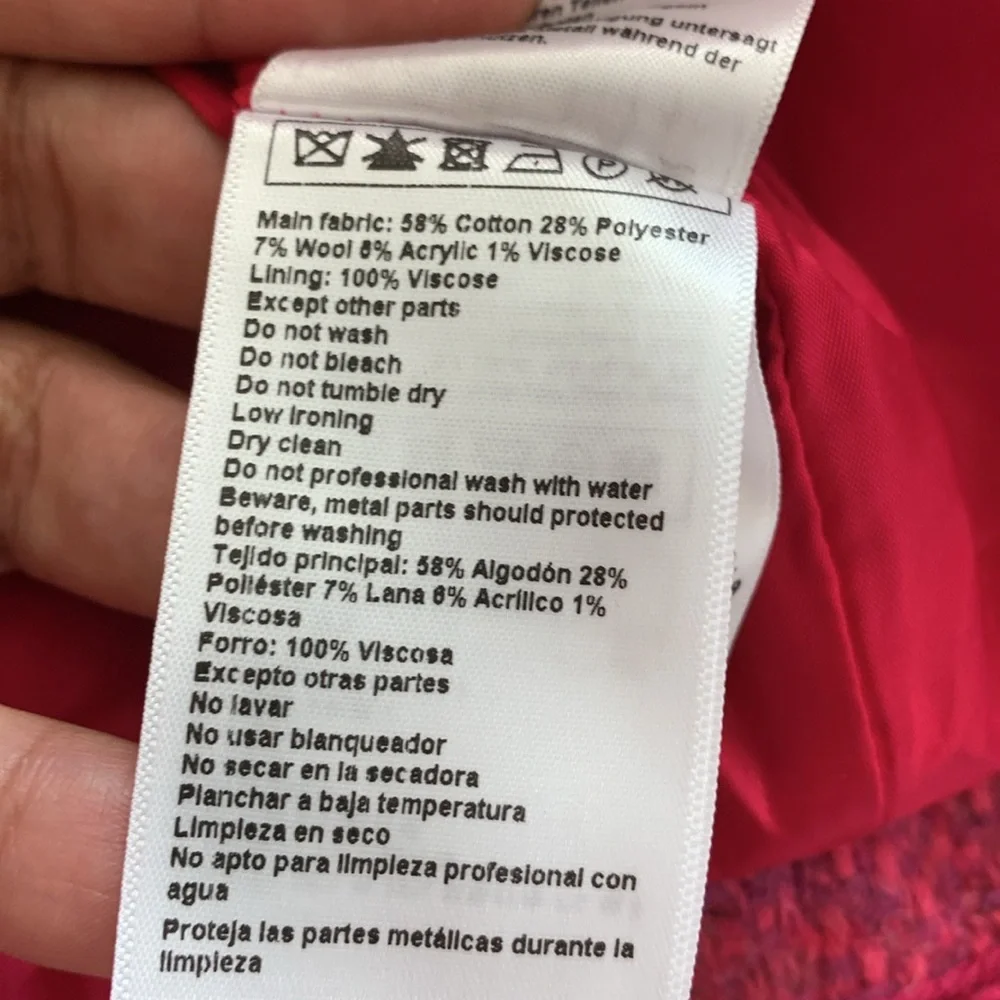 ung untersagt
während der
P
Main fabric: 58% Cotton 28% Polyester
7% Wool 6% Acrylic 1% Viscose
Lining: 100% Viscose
Except other parts
Do not wash
Do not bleach
Do not tumble dry
Low ironing
Dry clean
Do not professional wash with water
Beware, metal parts should protected
before washing
Tejido principal: 58% Algodón 28%
Poliéster 7% Lana 6% Acrílico 1%
Viscosa
Forro: 100% Viscosa
Excepto otras partes
No lavar
No usar blanqueador
No secar en la secadora
Planchar a baja temperatura
Limpieza en seco
No apto para limpieza profesional con
agua
Proteja las partes metálicas durante la
limpieza